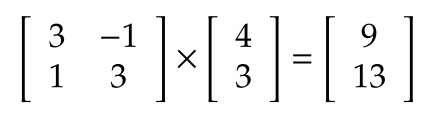 [ 3 −1 ] × [ 4 ] = [ 9 ]
[ 1 3 ] [ 3 ] [ 13 ]